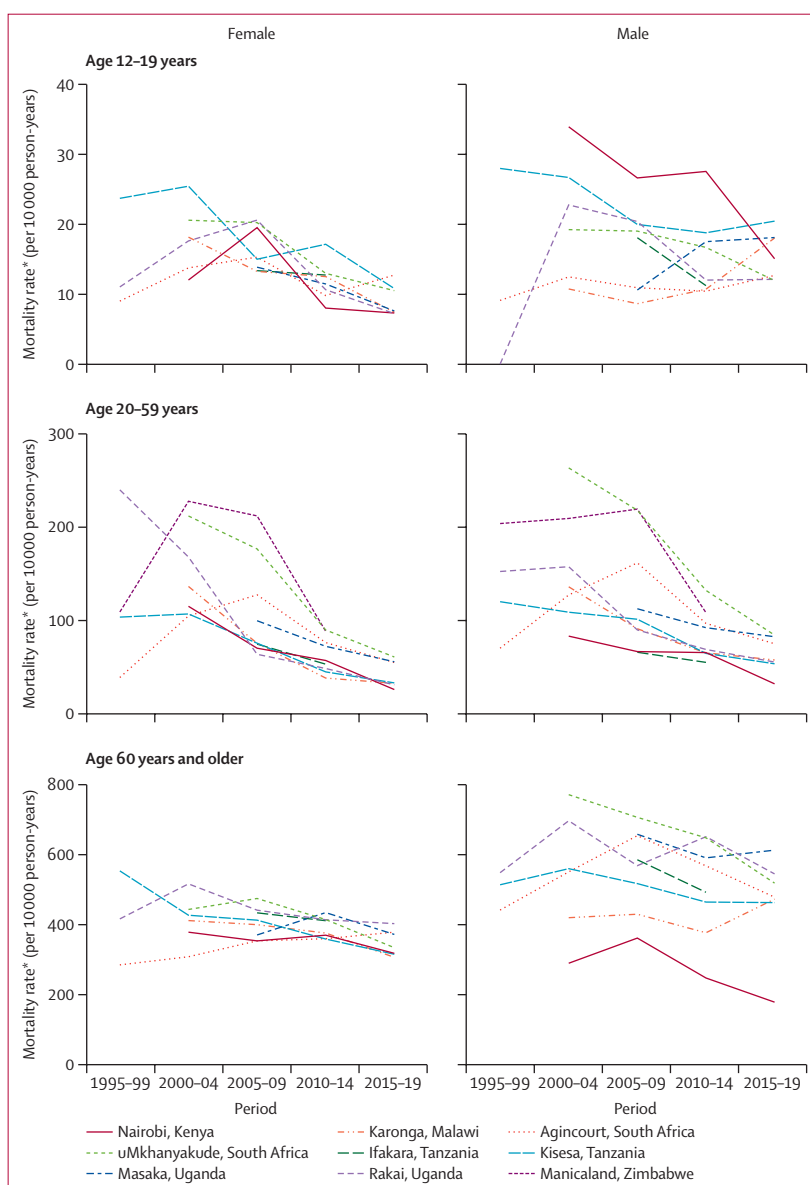 Female
Male
Age 12–19 years
Mortality rate* (per 10 000 person-years)
40
30
20
10
0
Age 20–59 years
Mortality rate* (per 10 000 person-years)
300
200
100
0
Age 60 years and older
Mortality rate* (per 10 000 person-years)
800
600
400
200
0
1995–99 2000–04 2005–09 2010–14 2015–19
1995–99 2000–04 2005–09 2010–14 2015–19
Period
Period
Nairobi, Kenya
Karonga, Malawi
Agincourt, South Africa
uMkhanyakude, South Africa
Ifakara, Tanzania
Kisesa, Tanzania
Masaka, Uganda
Rakai, Uganda
Manicaland, Zimbabwe